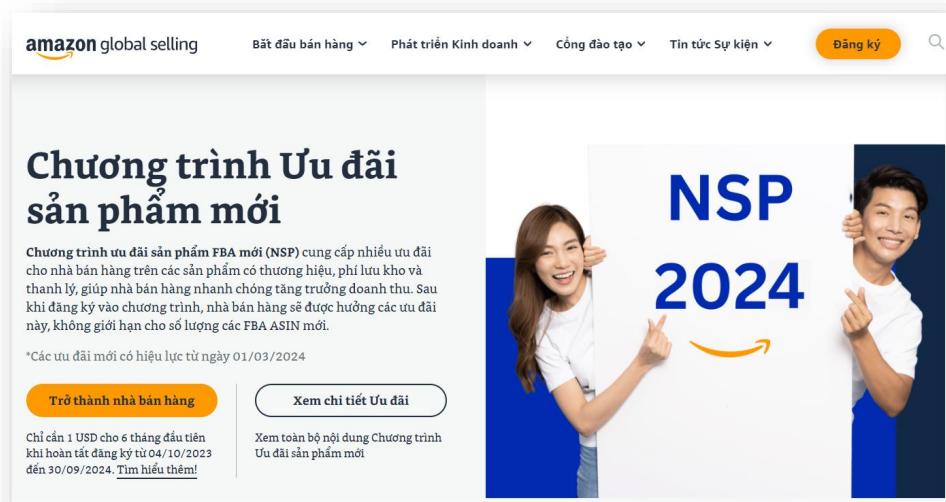 amazon global selling
Bắt đầu bán hàng
Phát triển Kinh doanh
Cổng đào tạo
Tin tức Sự kiện
Đăng ký
Chương trình Ưu đãi
sản phẩm mới
Chương trình ưu đãi sản phẩm FBA mới (NSP) cung cấp nhiều ưu đãi
cho nhà bán hàng trên các sản phẩm có thương hiệu, phí lưu kho và
thanh lý, giúp nhà bán hàng nhanh chóng tăng trưởng doanh thu. Sau
khi đăng ký vào chương trình, nhà bán hàng sẽ được hưởng các ưu đãi
này, không giới hạn cho số lượng các FBA ASIN mới.
*Các ưu đãi mới có hiệu lực từ ngày 01/03/2024
Trở thành nhà bán hàng
Chỉ cần 1 USD cho 6 tháng đầu tiên
khi hoàn tất đăng ký từ 04/10/2023
đến 30/09/2024. Tìm hiểu thêm!
Xem chi tiết Ưu đãi
Xem toàn bộ nội dung Chương trình
Ưu đãi sản phẩm mới
NSP
2024